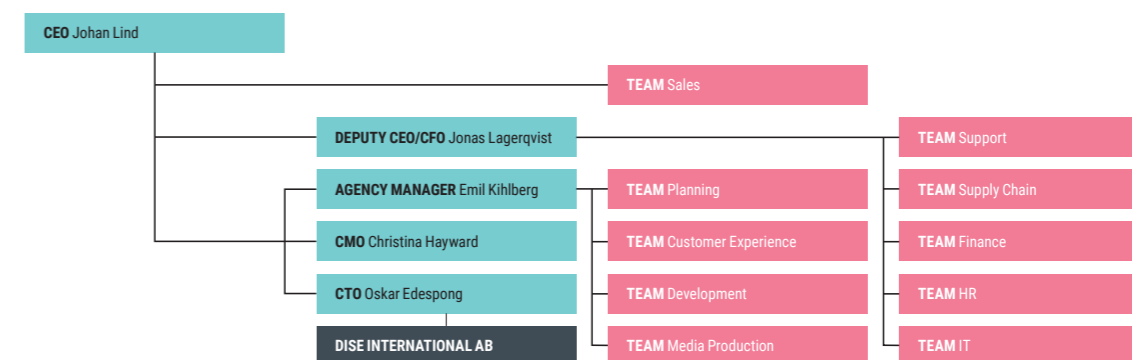 CEO Johan Lind
TEAM Sales
DEPUTY CEO/CFO Jonas Lagerqvist
TEAM Support
AGENCY MANAGER Emil Kihlberg
TEAM Planning
TEAM Supply Chain
CMO Christina Hayward
TEAM Customer Experience
TEAM Finance
CTO Oskar Edespong
TEAM Development
TEAM HR
DISE INTERNATIONAL AB
TEAM Media Production
TEAM IT